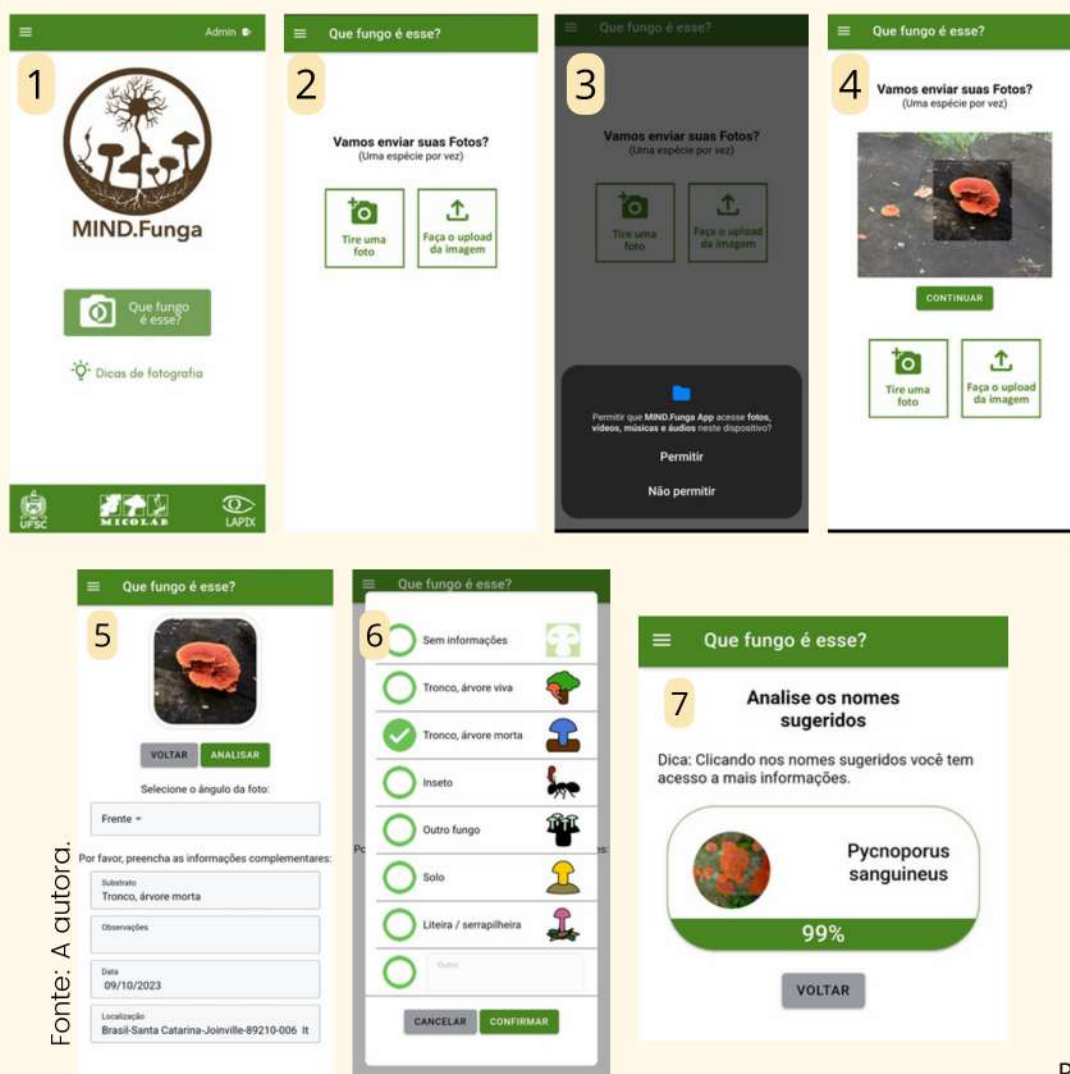 1
Admin
MIND.Funga
Que fungo
é esse?
Dicas de fotografia
UFSC
MICOLAB
LAPIX
2
Que fungo é esse?
Vamos enviar suas Fotos?
(Uma espécie por vez)
Tire uma
foto
Faça o upload
da imagem
3
Que fungo é esse?
Vamos enviar suas Fotos?
(Uma espécie por vez)
Tire uma
foto
Faça o upload
da imagem
Permitir que MIND.Funga App acesse fotos,
vídeos, músicas e áudios neste dispositivo?
Permitir
Não permitir
4
Que fungo é esse?
Vamos enviar suas Fotos?
(Uma espécie por vez)
CONTINUAR
Tire uma
foto
Faça o upload
da imagem
5
Que fungo é esse?
VOLTAR
ANALISAR
Selecione o ângulo da foto:
Frente
Por favor, preencha as informações complementares:
Substrato
Tronco, árvore morta
Observações
Data
09/10/2023
Localização
Brasil-Santa Catarina-Joinville-89210-006 It
6
Que fungo é esse?
Sem informações
Tronco, árvore viva
Tronco, árvore morta
Inseto
Outro fungo
Solo
Liteira / serrapilheira
Outro
CANCELAR
CONFIRMAR
Po
es:
7
Que fungo é esse?
Analise os nomes
sugeridos
Dica: Clicando nos nomes sugeridos você tem
acesso a mais informações.
Pycnoporus
sanguineus
99%
VOLTAR
Fonte: A autora.